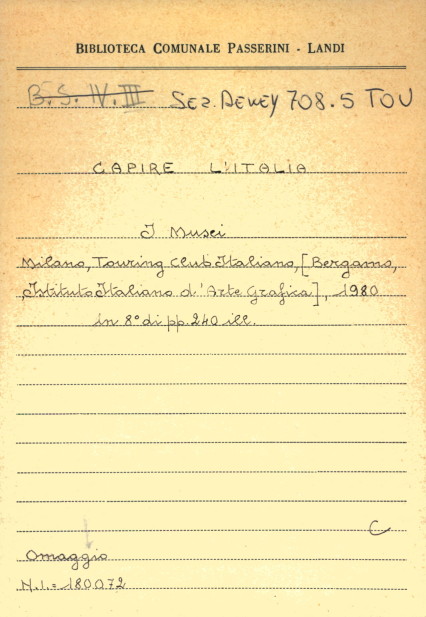 BIBLIOTECA COMUNALE PASSERINI - LANDI
B.S. IV. III SEZ. DEWEY 708.5 TOU
CAPIRE L'ITALIA
I Musei
Milano, Touring Club Italiano, [Bergamo,
Istituto Italiano d'Arte Grafica], 1980
in 8° di pp. 240 ill.
C
Omaggio
N.I. = 180072